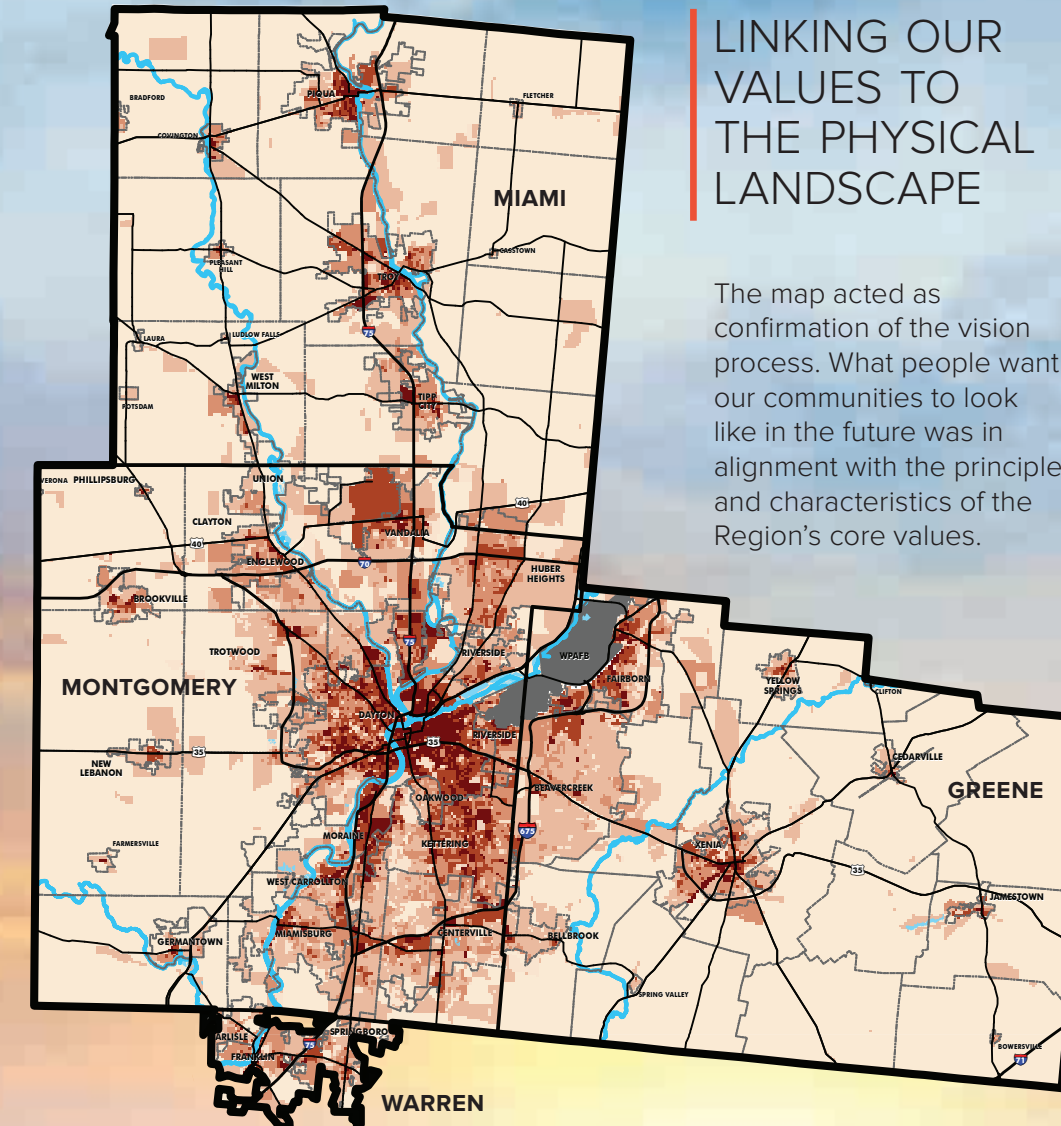 LINKING OUR
VALUES TO
THE PHYSICAL
LANDSCAPE
The map acted as
confirmation of the vision
process. What people want
our communities to look
like in the future was in
alignment with the principle
and characteristics of the
Region's core values.
PIQUA
BRADFORD
FLETCHER
COVINGTON
MIAMI
CASSTOWN
PLEASANT
HILL
TROY
75
LAURA
LUDLOW FALLS
WEST
MILTON
TIPP
CITY
POTSDAM
VERONA
PHILLIPSBURG
UNION
40
CLAYTON
VANDALIA
40
ENGLEWOOD
70
HUBER
HEIGHTS
BROOKVILLE
75
TROTWOOD
RIVERSIDE
WPAFB
FAIRBORN
YELLOW
SPRINGS
CLIFTON
MONTGOMERY
DAYTON
RIVERSIDE
35
35
NEW
LEBANON
CEDARVILLE
GREENE
BEAVERCREEK
OAKWOOD
675
MORAINE
KETTERING
XENIA
FARMERSVILLE
35
WEST CARROLLTON
JAMESTOWN
MIAMISBURG
CENTERVILLE
BELLBROOK
GERMANTOWN
SPRING VALLEY
CARLISLE
SPRINGBORO
75
FRANKLIN
BOWERSVILLE
71
WARREN